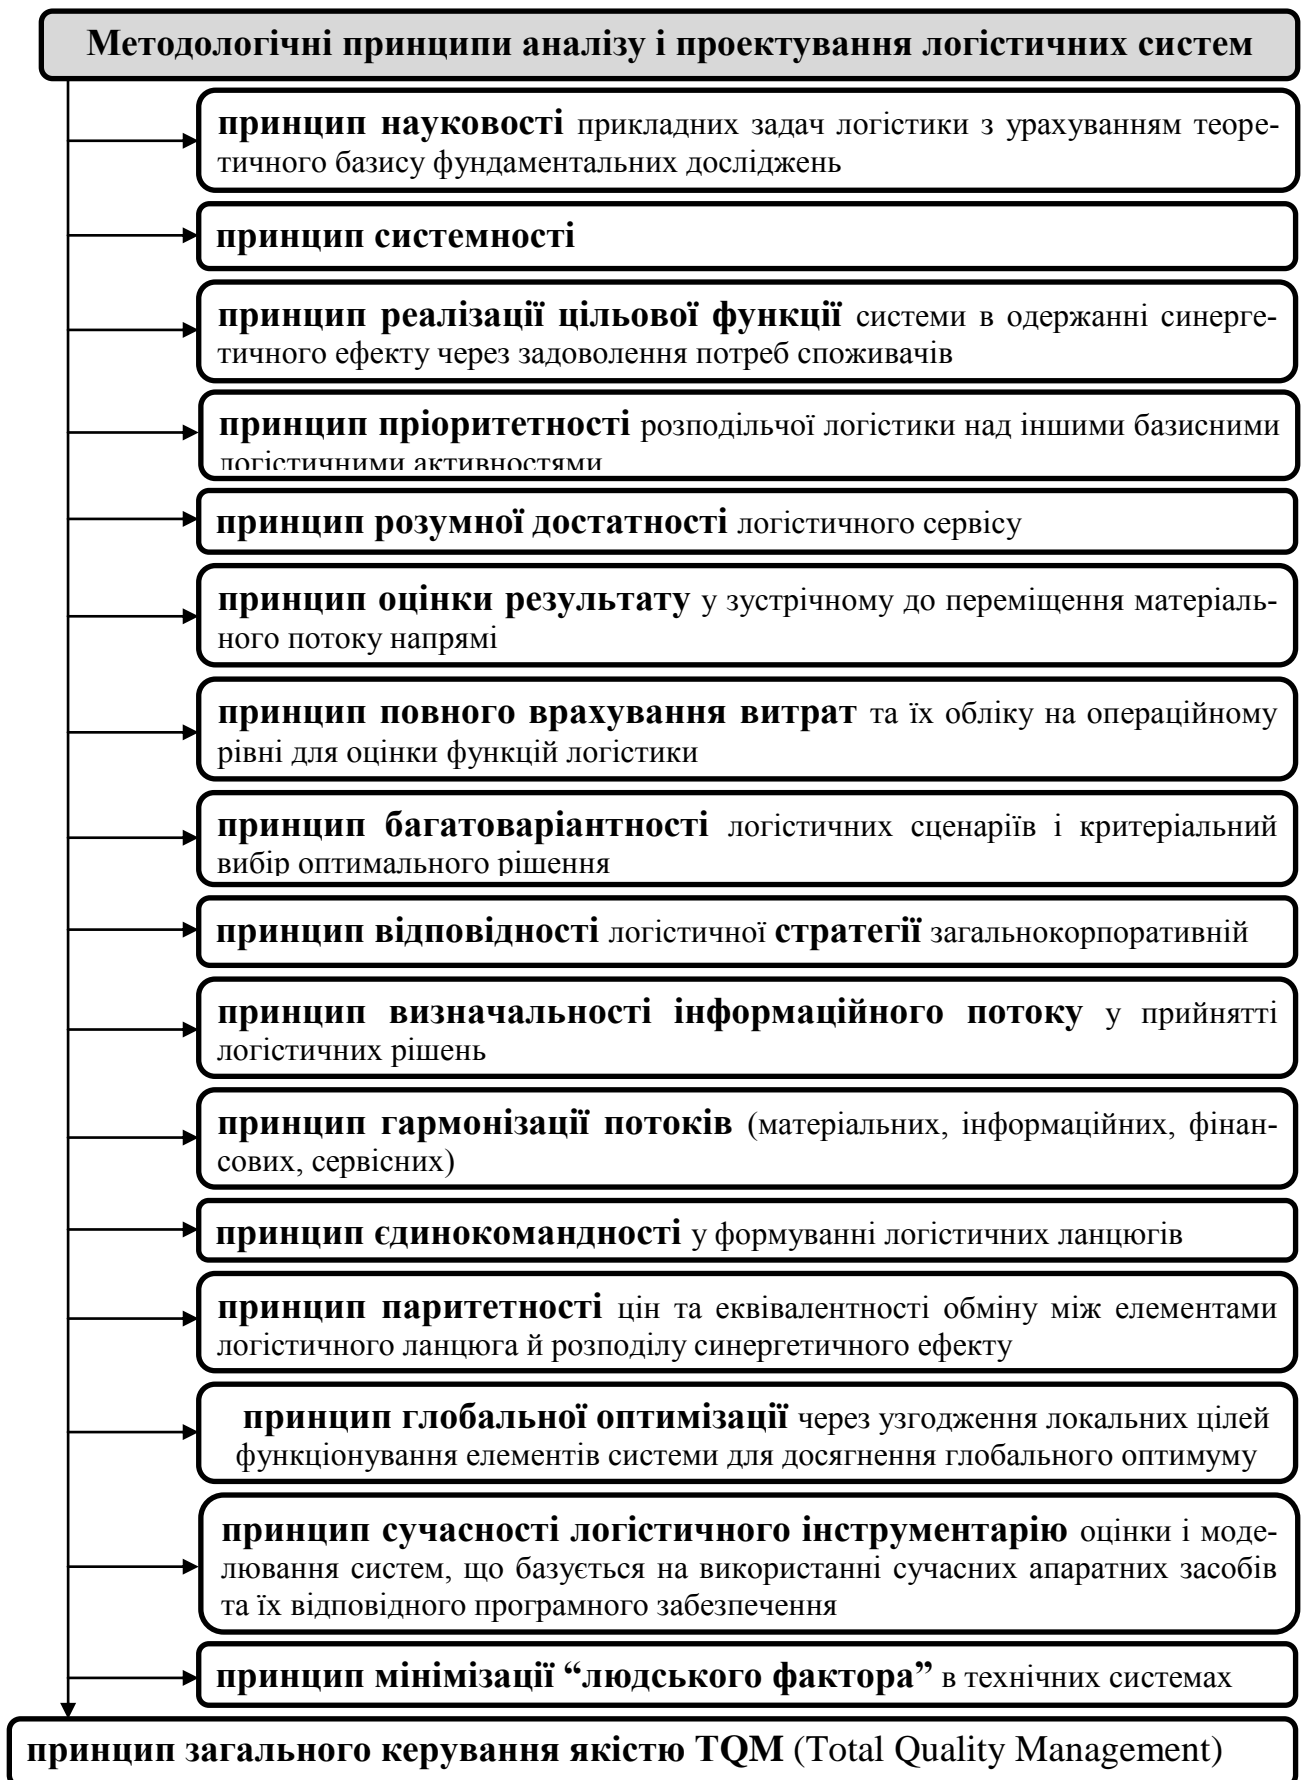 Методологічні принципи аналізу і проектування логістичних систем
принцип науковості прикладних задач логістики з урахуванням теоре-
тичного базису фундаментальних досліджень
принцип системності
принцип реалізації цільової функції системи в одержанні синерге-
тичного ефекту через задоволення потреб споживачів
принцип пріоритетності розподільчої логістики над іншими базисними
логістичними активностями
принцип розумної достатності логістичного сервісу
принцип оцінки результату у зустрічному до переміщення матеріаль-
ного потоку напрямі
принцип повного врахування витрат та їх обліку на операційному
рівні для оцінки функцій логістики
принцип багатоваріантності логістичних сценаріїв і критеріальний
вибір оптимального рішення
принцип відповідності логістичної стратегії загальнокорпоративній
принцип визначальності інформаційного потоку у прийнятті
логістичних рішень
принцип гармонізації потоків (матеріальних, інформаційних, фінан-
сових, сервісних)
принцип єдинокомандності у формуванні логістичних ланцюгів
принцип паритетності цін та еквівалентності обміну між елементами
логістичного ланцюга й розподілу синергетичного ефекту
принцип глобальної оптимізації через узгодження локальних цілей
функціонування елементів системи для досягнення глобального оптимуму
принцип сучасності логістичного інструментарію оцінки і моде-
лювання систем, що базується на використанні сучасних апаратних засобів
та їх відповідного програмного забезпечення
принцип мінімізації “людського фактора” в технічних системах
принцип загального керування якістю TQM (Total Quality Management)